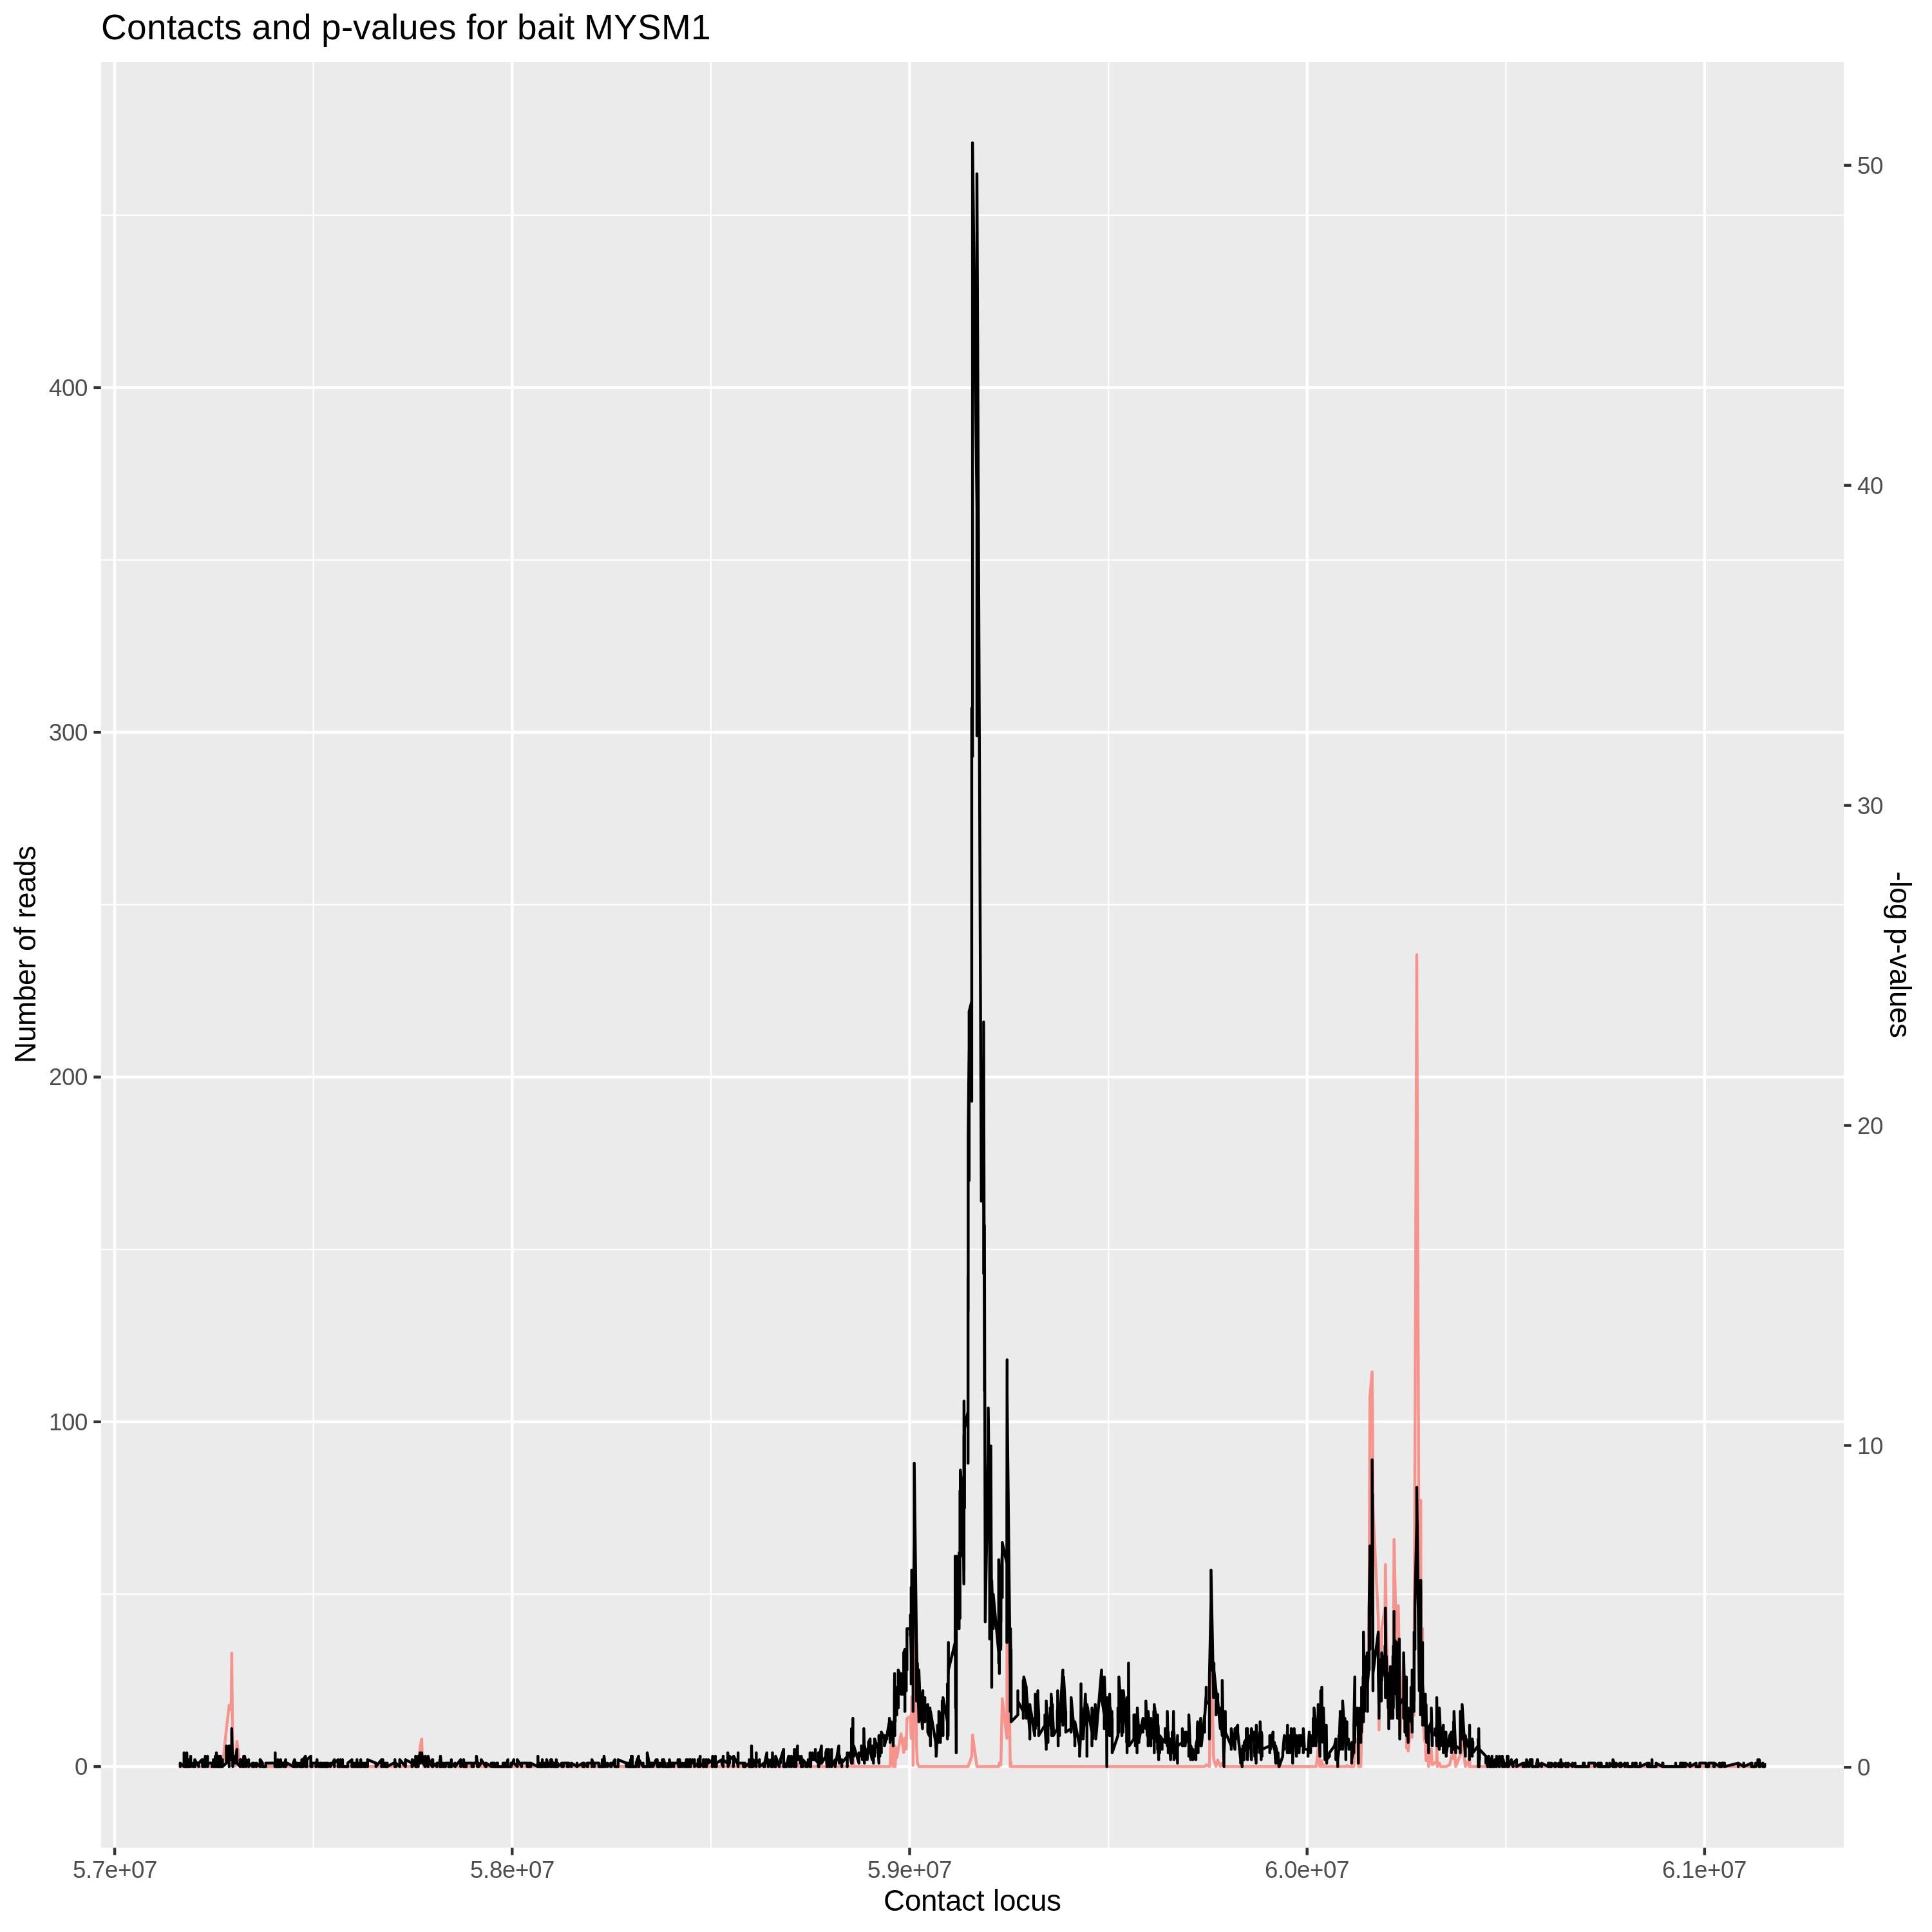 Contacts and p-values for bait MYSM1
Number of reads
400
300
200
100
0
50
40
30
20
10
0
-log p-values
5.7e+07 5.8e+07 5.9e+07 6.0e+07 6.1e+07
Contact locus